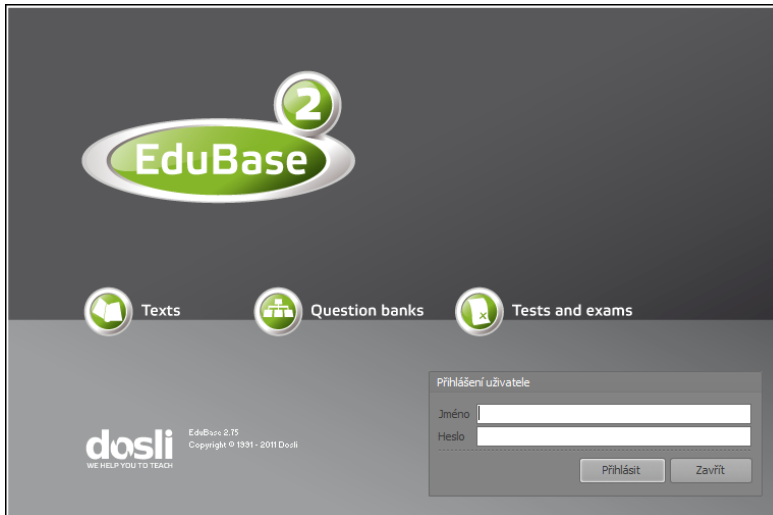 2
EduBase
Texts
Question banks
Tests and exams
Přihlášení uživatele
Jméno
Heslo
Přihlásit
Zavřít
dosli
WE HELP YOU TO TEACH
EduBase 2.75
Copyright © 1991 - 2011 Dosli